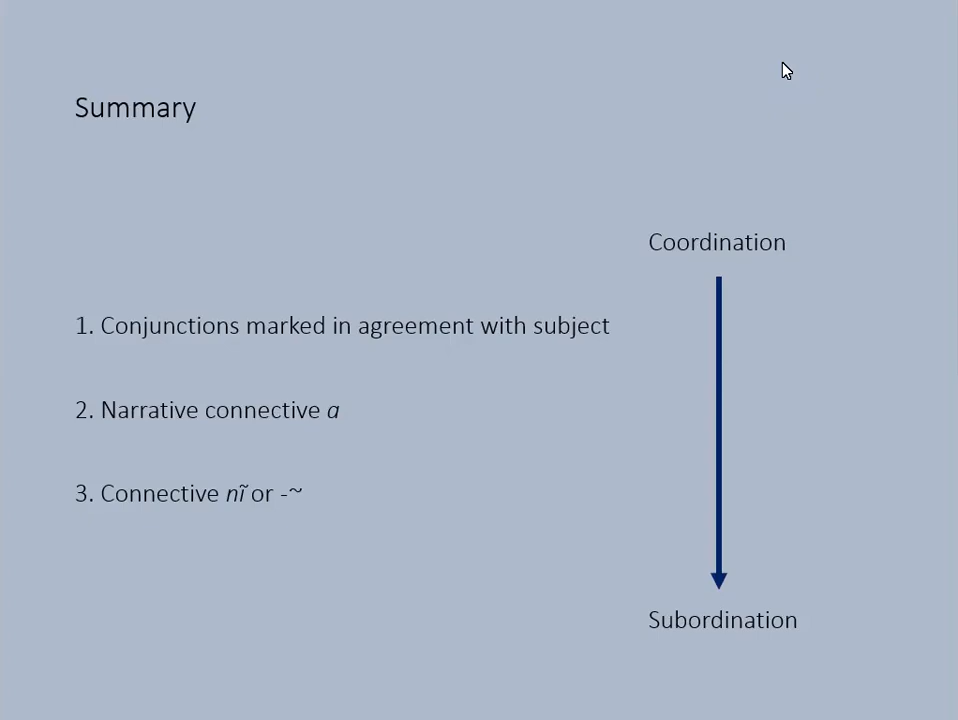 Summary
Coordination
1. Conjunctions marked in agreement with subject
2. Narrative connective a
3. Connective nĩ or -~
Subordination